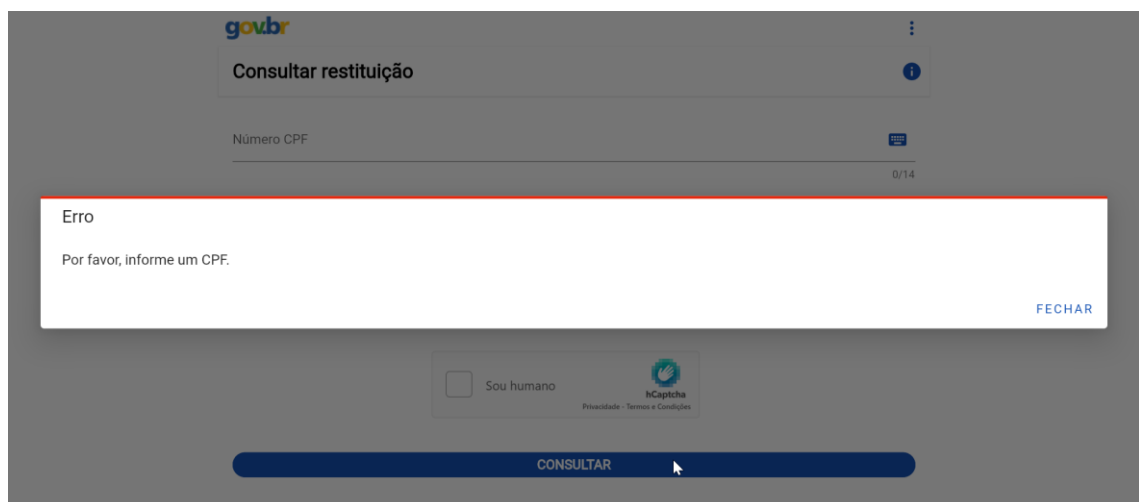 gov.br
Consultar restituição
Número CPF
0/14
Erro
Por favor, informe um CPF.
FECHAR
Sou humano
hCaptcha
Privacidade - Termos e Condições
CONSULTAR